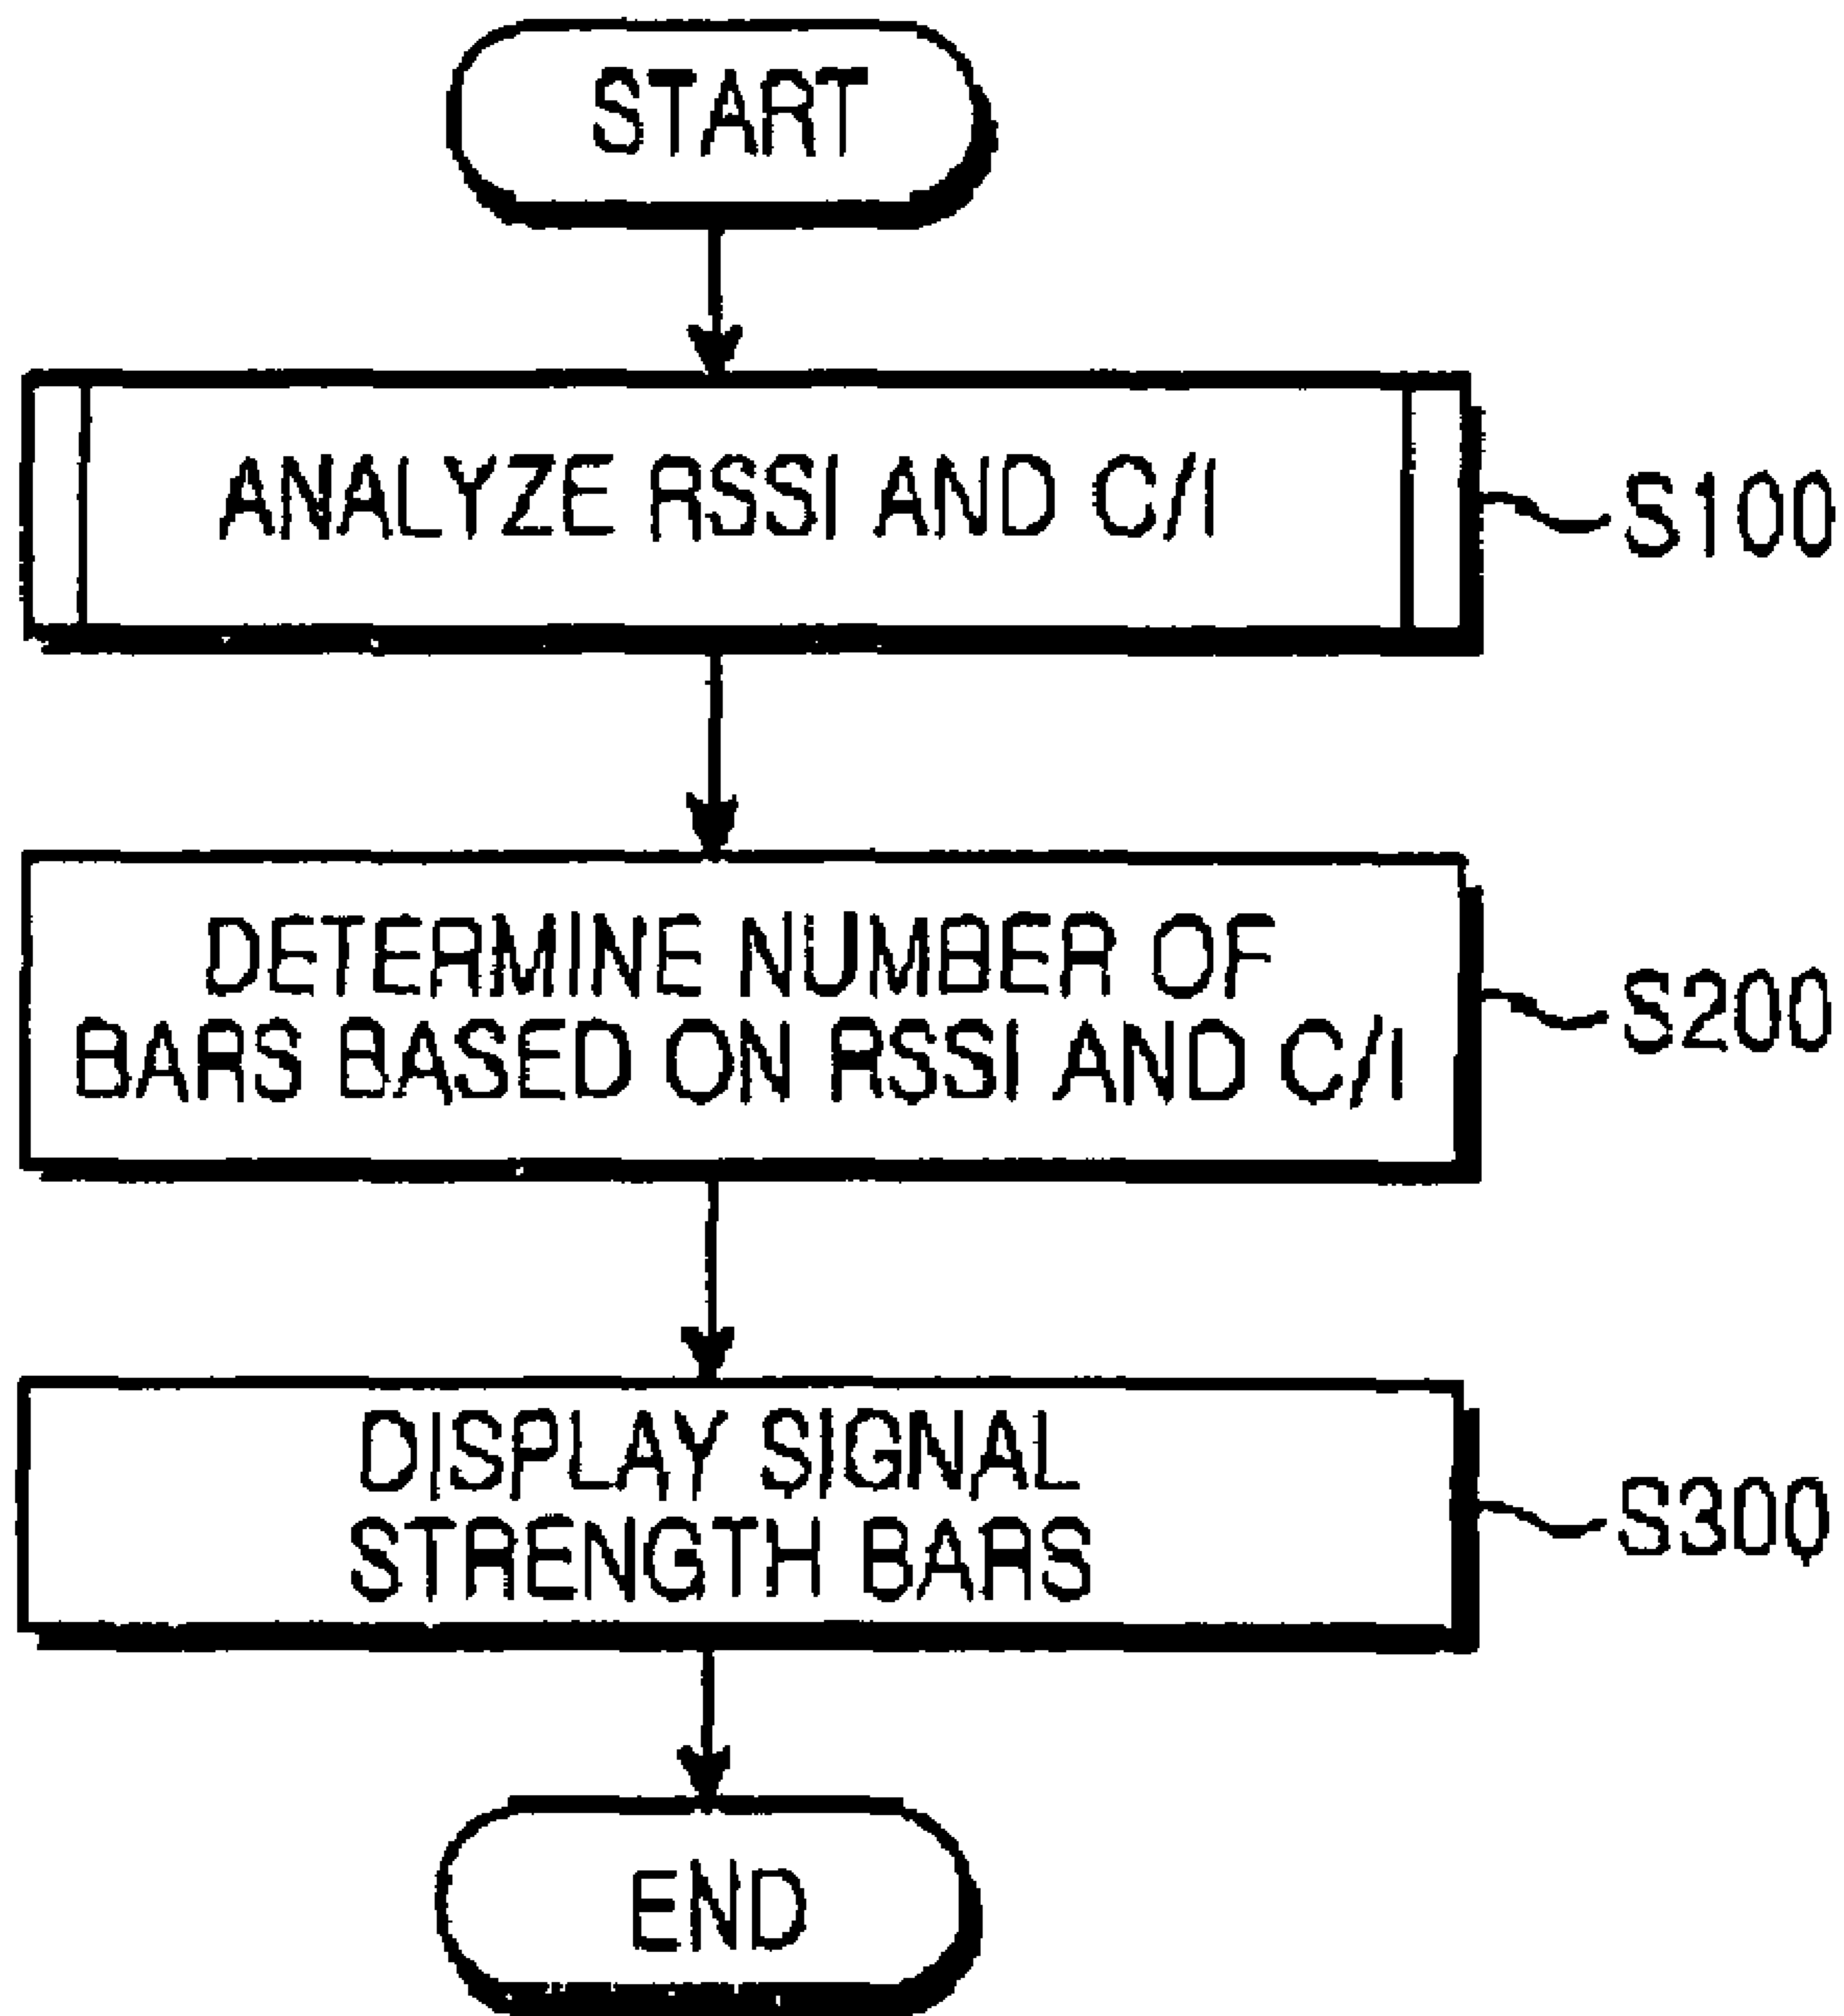 START
ANALYZE RSSI AND C/I
S100
DETERMINE NUMBER OF
BARS BASED ON RSSI AND C/I
S200
DISPLAY SIGNAL
STRENGTH BARS
S300
END